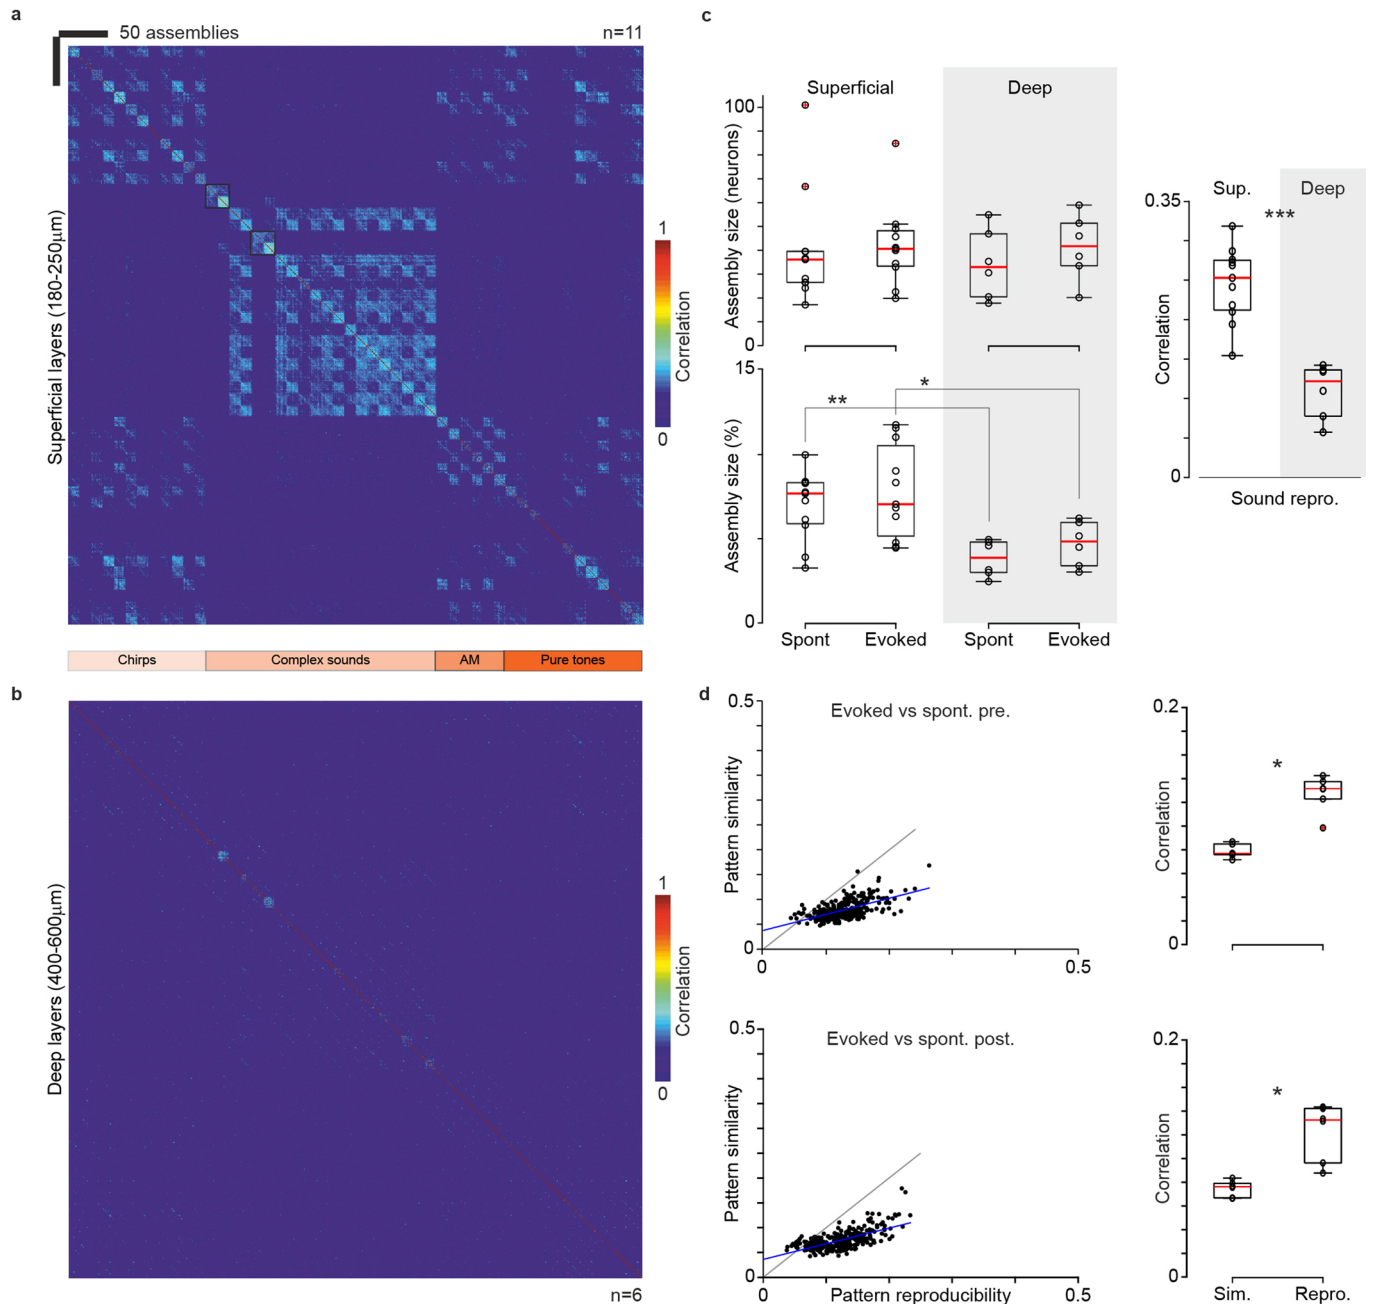 a
50 assemblies
n=11
Superficial layers (180-250µm)
1
Correlation
0
Chirps
Complex sounds
AM
Pure tones
b
Deep layers (400-600µm)
1
Correlation
0
n=6
c
Superficial
Deep
100
Assembly size (neurons)
0
15
**
*
Assembly size (%)
0
Spont
Evoked
Spont
Evoked
0.35
Sup.
Deep
***
Correlation
0
Sound repro.
d
0.5
Evoked vs spont. pre.
Pattern similarity
0
0
0.5
0.2
*
Correlation
0
0.5
Evoked vs spont. post.
Pattern similarity
0
0
Pattern reproducibility
0.5
0.2
*
Correlation
0
Sim.
Repro.